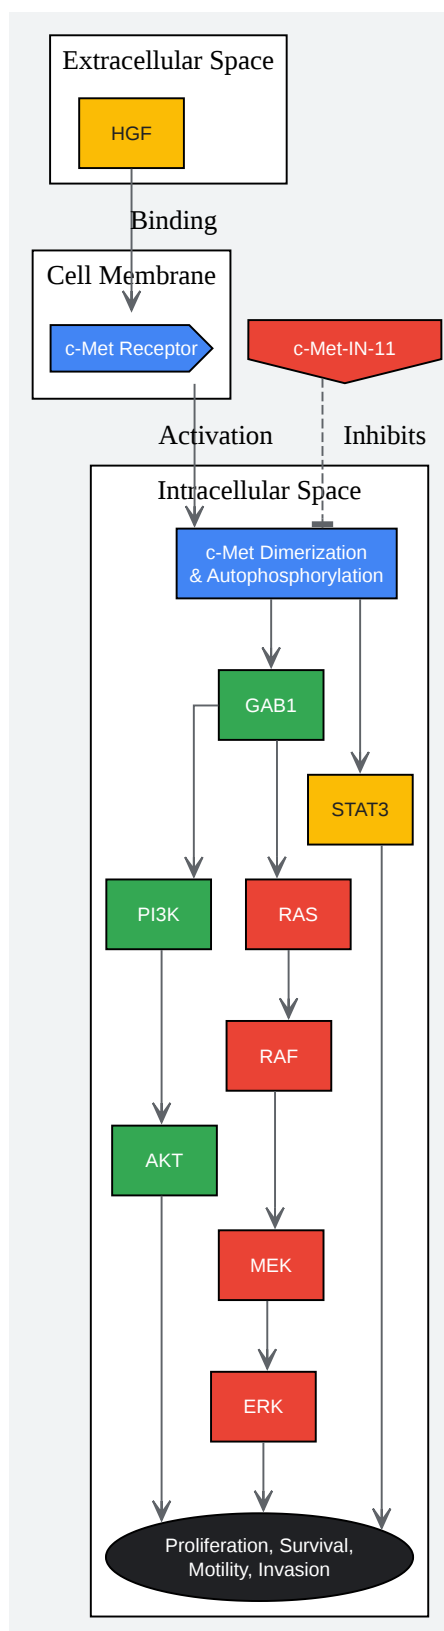 Extracellular Space
HGF
Binding
Cell Membrane
c-Met Receptor
c-Met-IN-11
Activation
Inhibits
Intracellular Space
c-Met Dimerization
& Autophosphorylation
GAB1
STAT3
PI3K
RAS
RAF
AKT
MEK
ERK
Proliferation, Survival,
Motility, Invasion